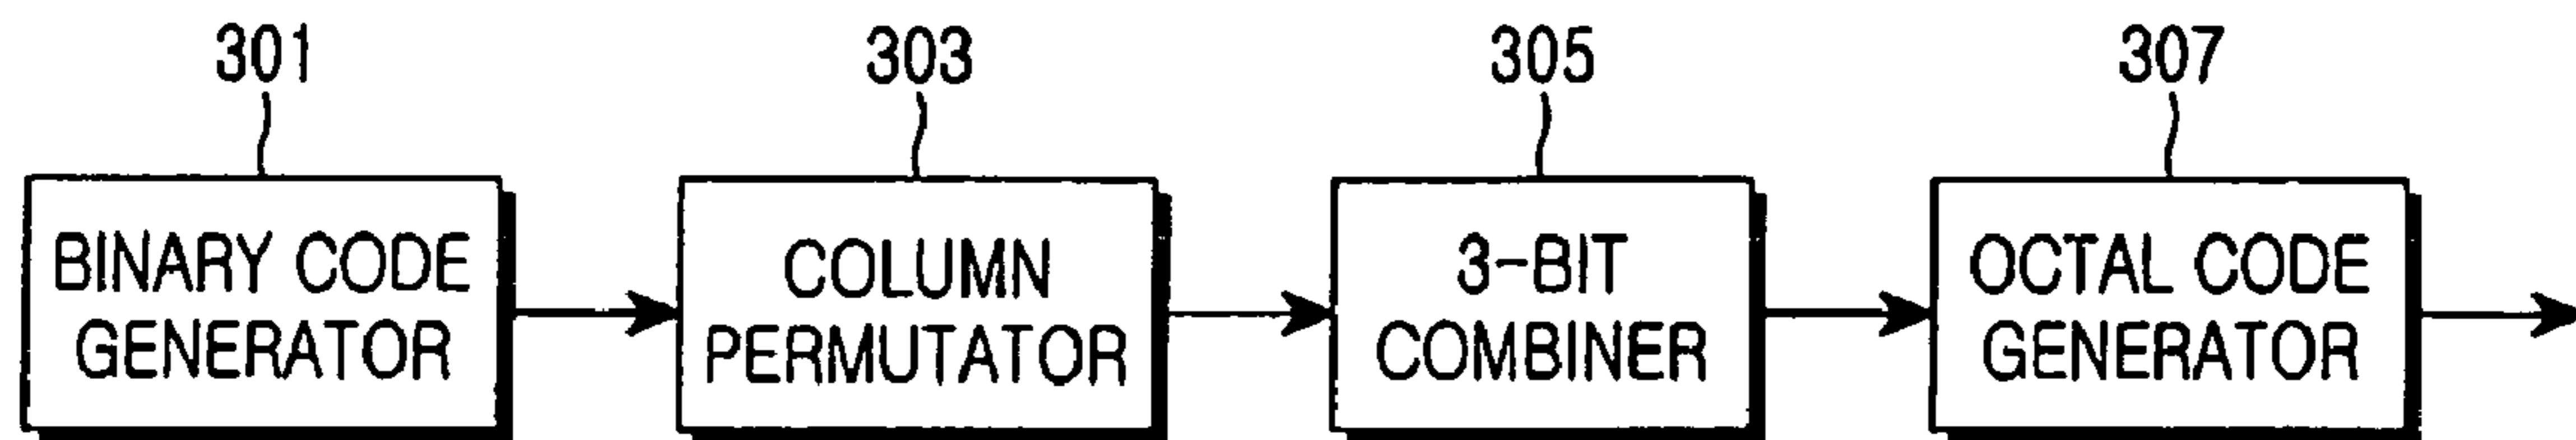 301
303
305
307
BINARY CODE
GENERATOR
COLUMN
PERMUTATOR
3-BIT
COMBINER
OCTAL CODE
GENERATOR